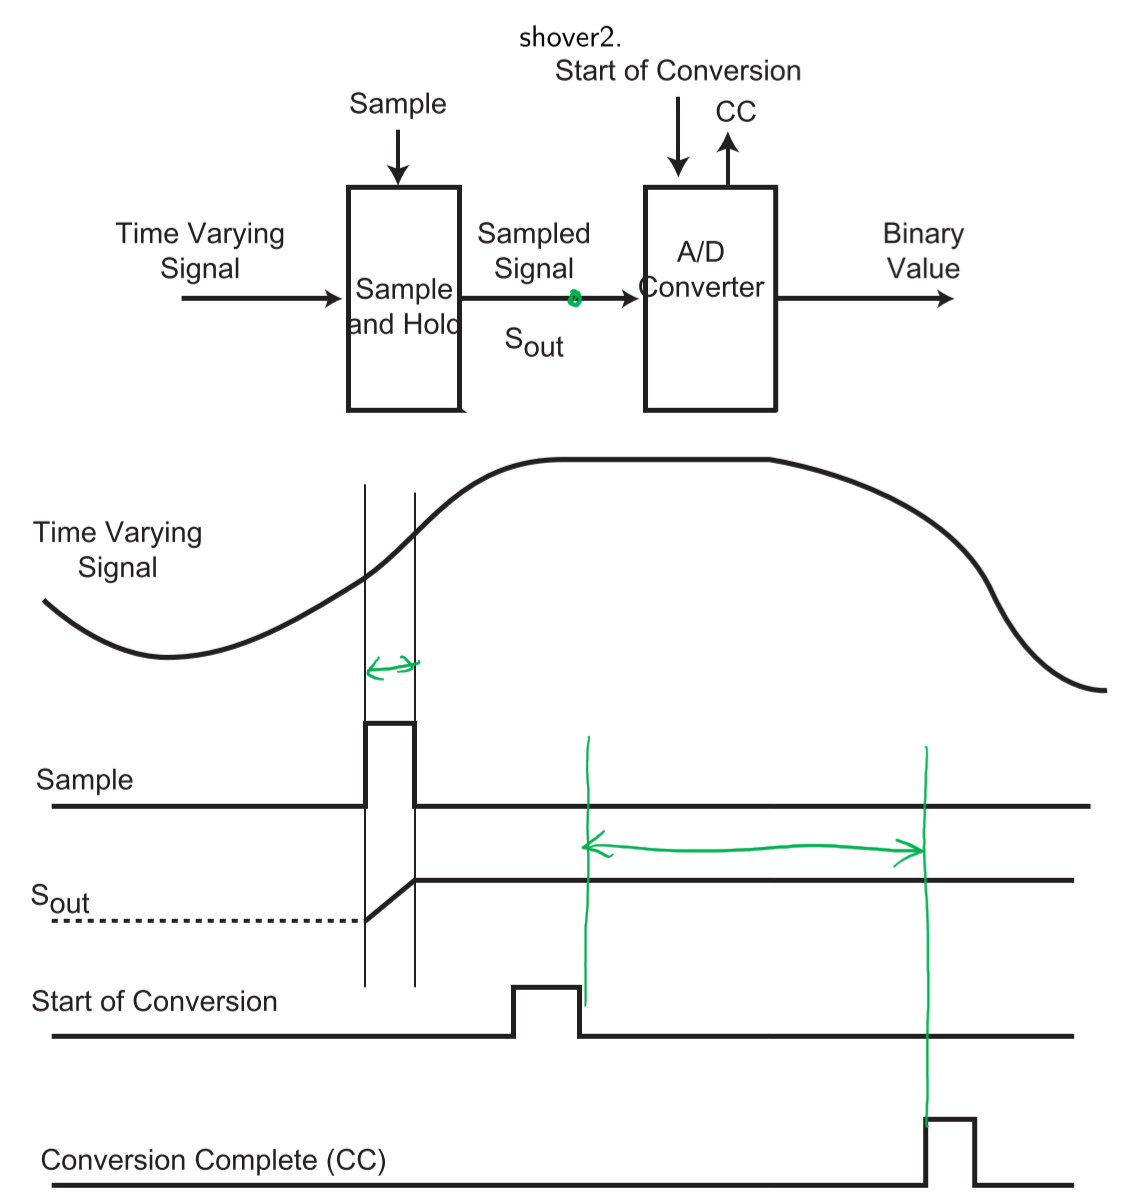 shover2.
Start of Conversion
Sample
CC
Time Varying
Signal
Sampled
Signal
A/D
Converter
Binary
Value
Sample
and Hold
Sout
Time Varying
Signal
Sample
Sout
Start of Conversion
Conversion Complete (CC)